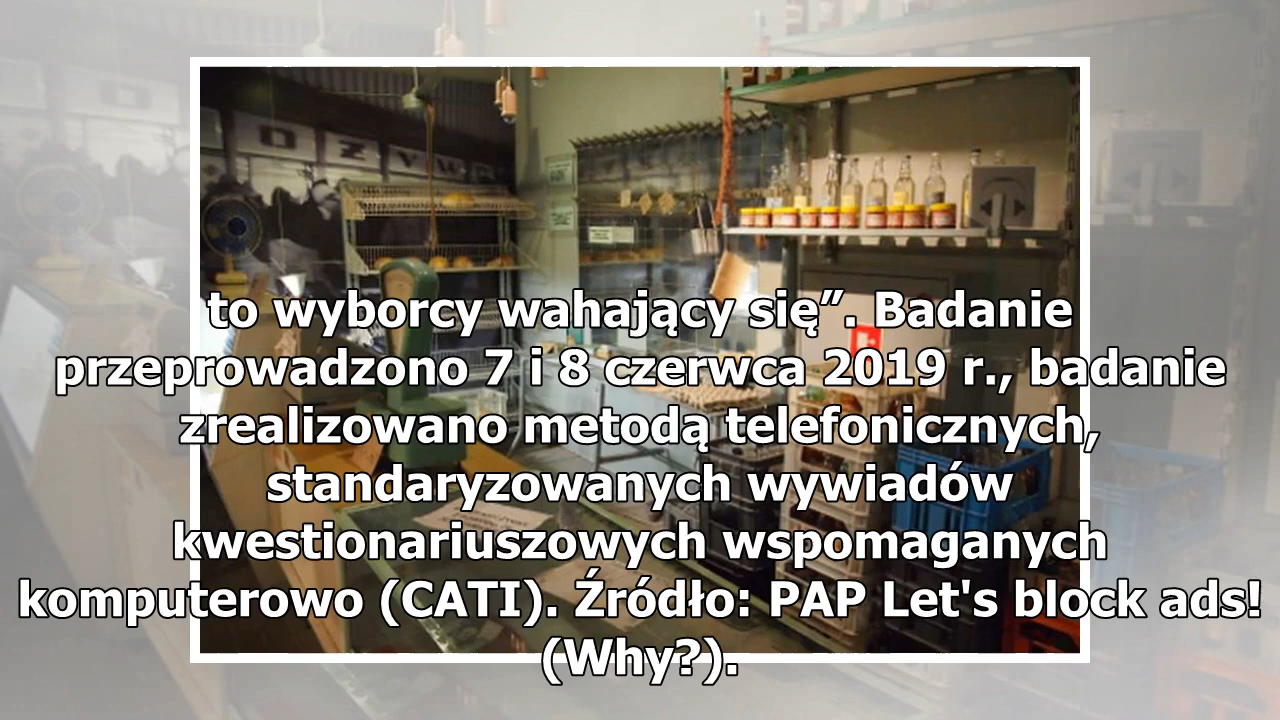 OŻYW
to wyborcy wahający się”. Badanie
przeprowadzono 7 i 8 czerwca 2019 r., badanie
zrealizowano metodą telefonicznych,
standaryzowanych wywiadów
kwestionariuszowych wspomaganych
komputerowo (CATI). Źródło: PAP Let's block ads!
(Why?).